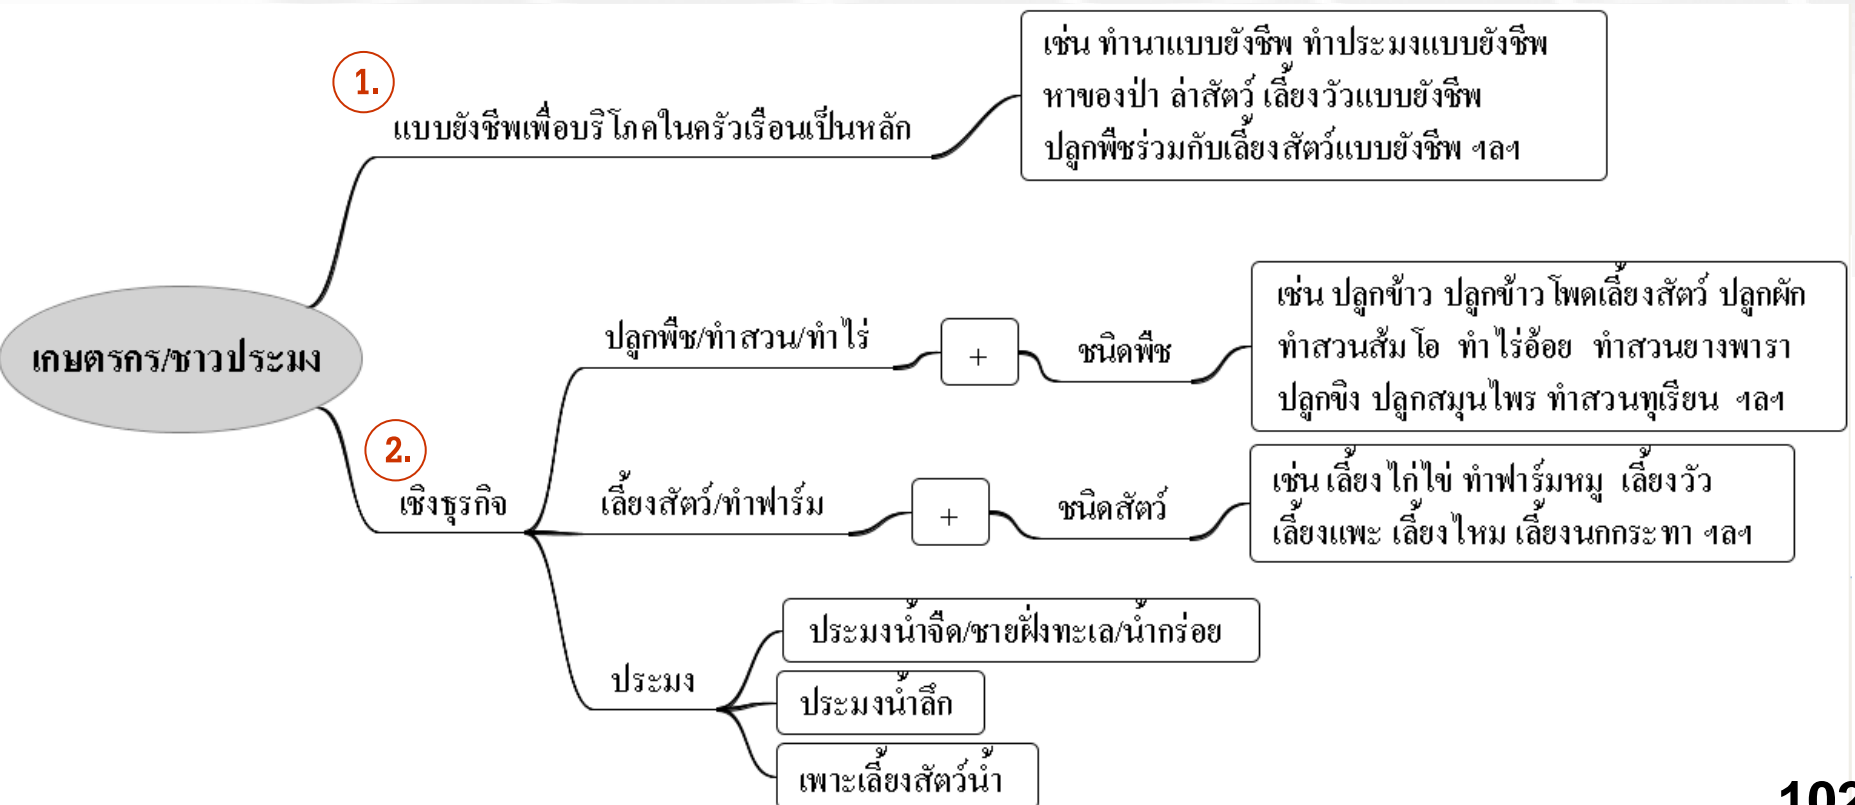 1.
แบบยังชีพเพื่อบริโภคในครัวเรือนเป็นหลัก
เช่น ทำนาแบบยังชีพ ทำประมงแบบยังชีพ
หาของป่า ล่าสัตว์ เลี้ยงวัวแบบยังชีพ
ปลูกพืชร่วมกับเลี้ยงสัตว์แบบยังชีพ ฯลฯ
เกษตรกร/ชาวประมง
2.
เชิงธุรกิจ
ปลูกพืช/ทำสวน/ทำไร่
+
ชนิดพืช
เช่น ปลูกข้าว ปลูกข้าวโพดเลี้ยงสัตว์ ปลูกผัก
ทำสวนส้มโอ ทำไร่อ้อย ทำสวนยางพารา
ปลูกขิง ปลูกสมุนไพร ทำสวนทุเรียน ฯลฯ
เลี้ยงสัตว์/ทำฟาร์ม
+
ชนิดสัตว์
เช่น เลี้ยงไก่ไข่ ทำฟาร์มหมู เลี้ยงวัว
เลี้ยงแพะ เลี้ยงไหม เลี้ยงนกกระทา ฯลฯ
ประมง
ประมงน้ำจืด/ชายฝั่งทะเล/น้ำกร่อย
ประมงน้ำลึก
เพาะเลี้ยงสัตว์น้ำ
102